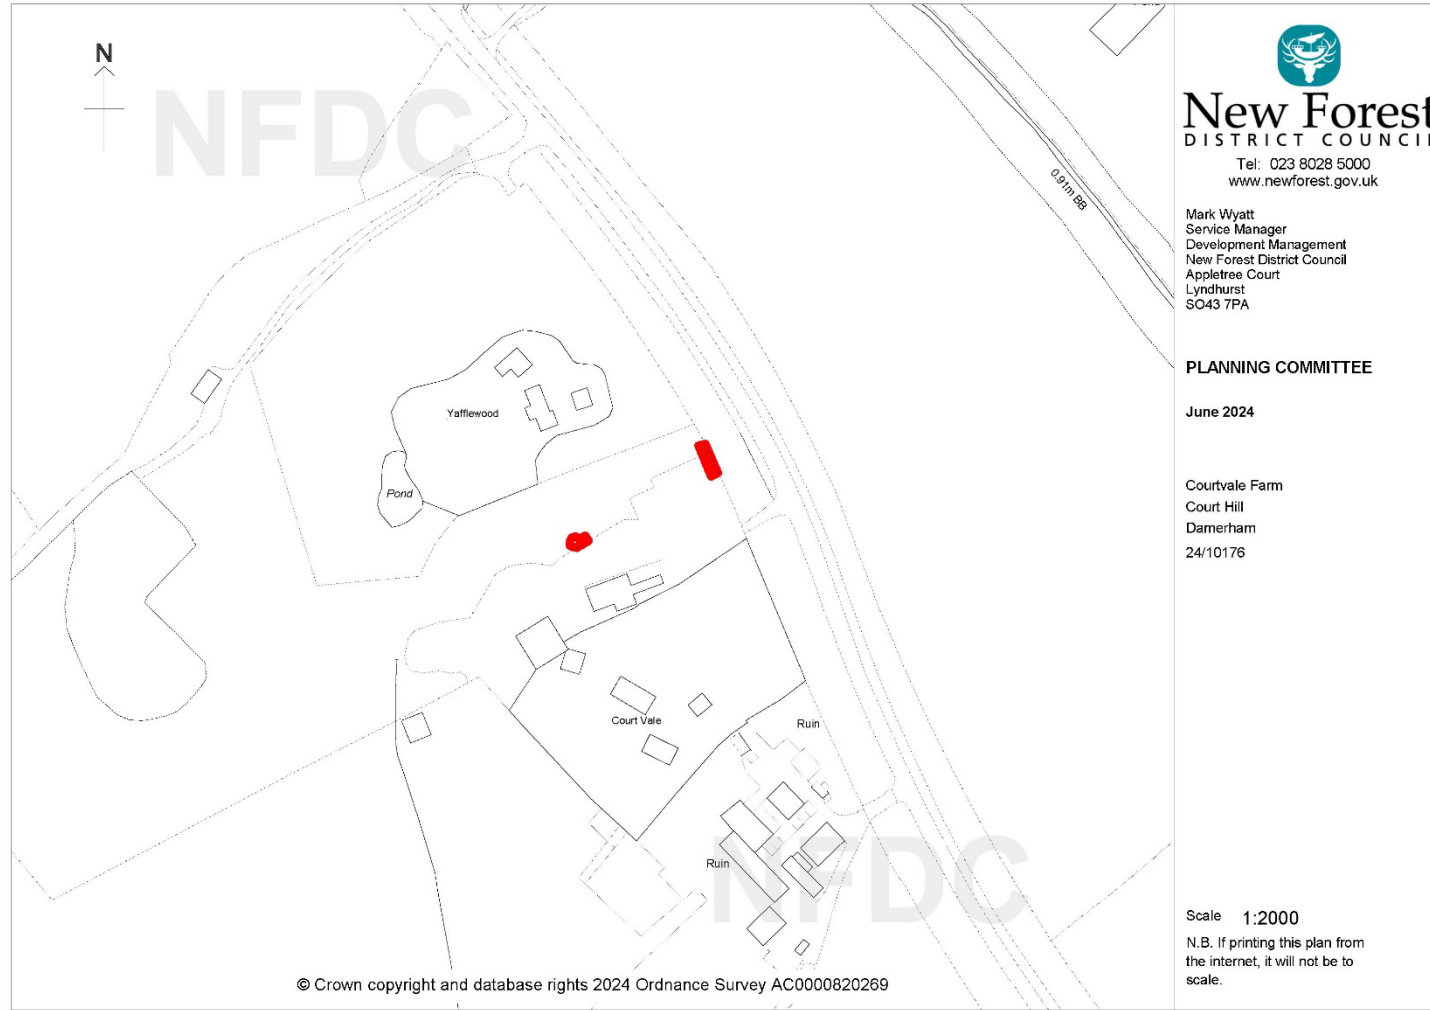 N
NFDC
0.91m BB
Yafflewood
Pond
Court Vale
Ruin
Ruin
NFDC
© Crown copyright and database rights 2024 Ordnance Survey AC0000820269
New Forest
DISTRICT COUNCIL
Tel: 023 8028 5000
www.newforest.gov.uk
Mark Wyatt
Service Manager
Development Management
New Forest District Council
Appletree Court
Lyndhurst
SO43 7PA
PLANNING COMMITTEE
June 2024
Courtvale Farm
Court Hill
Damerham
24/10176
Scale 1:2000
N.B. If printing this plan from
the internet, it will not be to
scale.